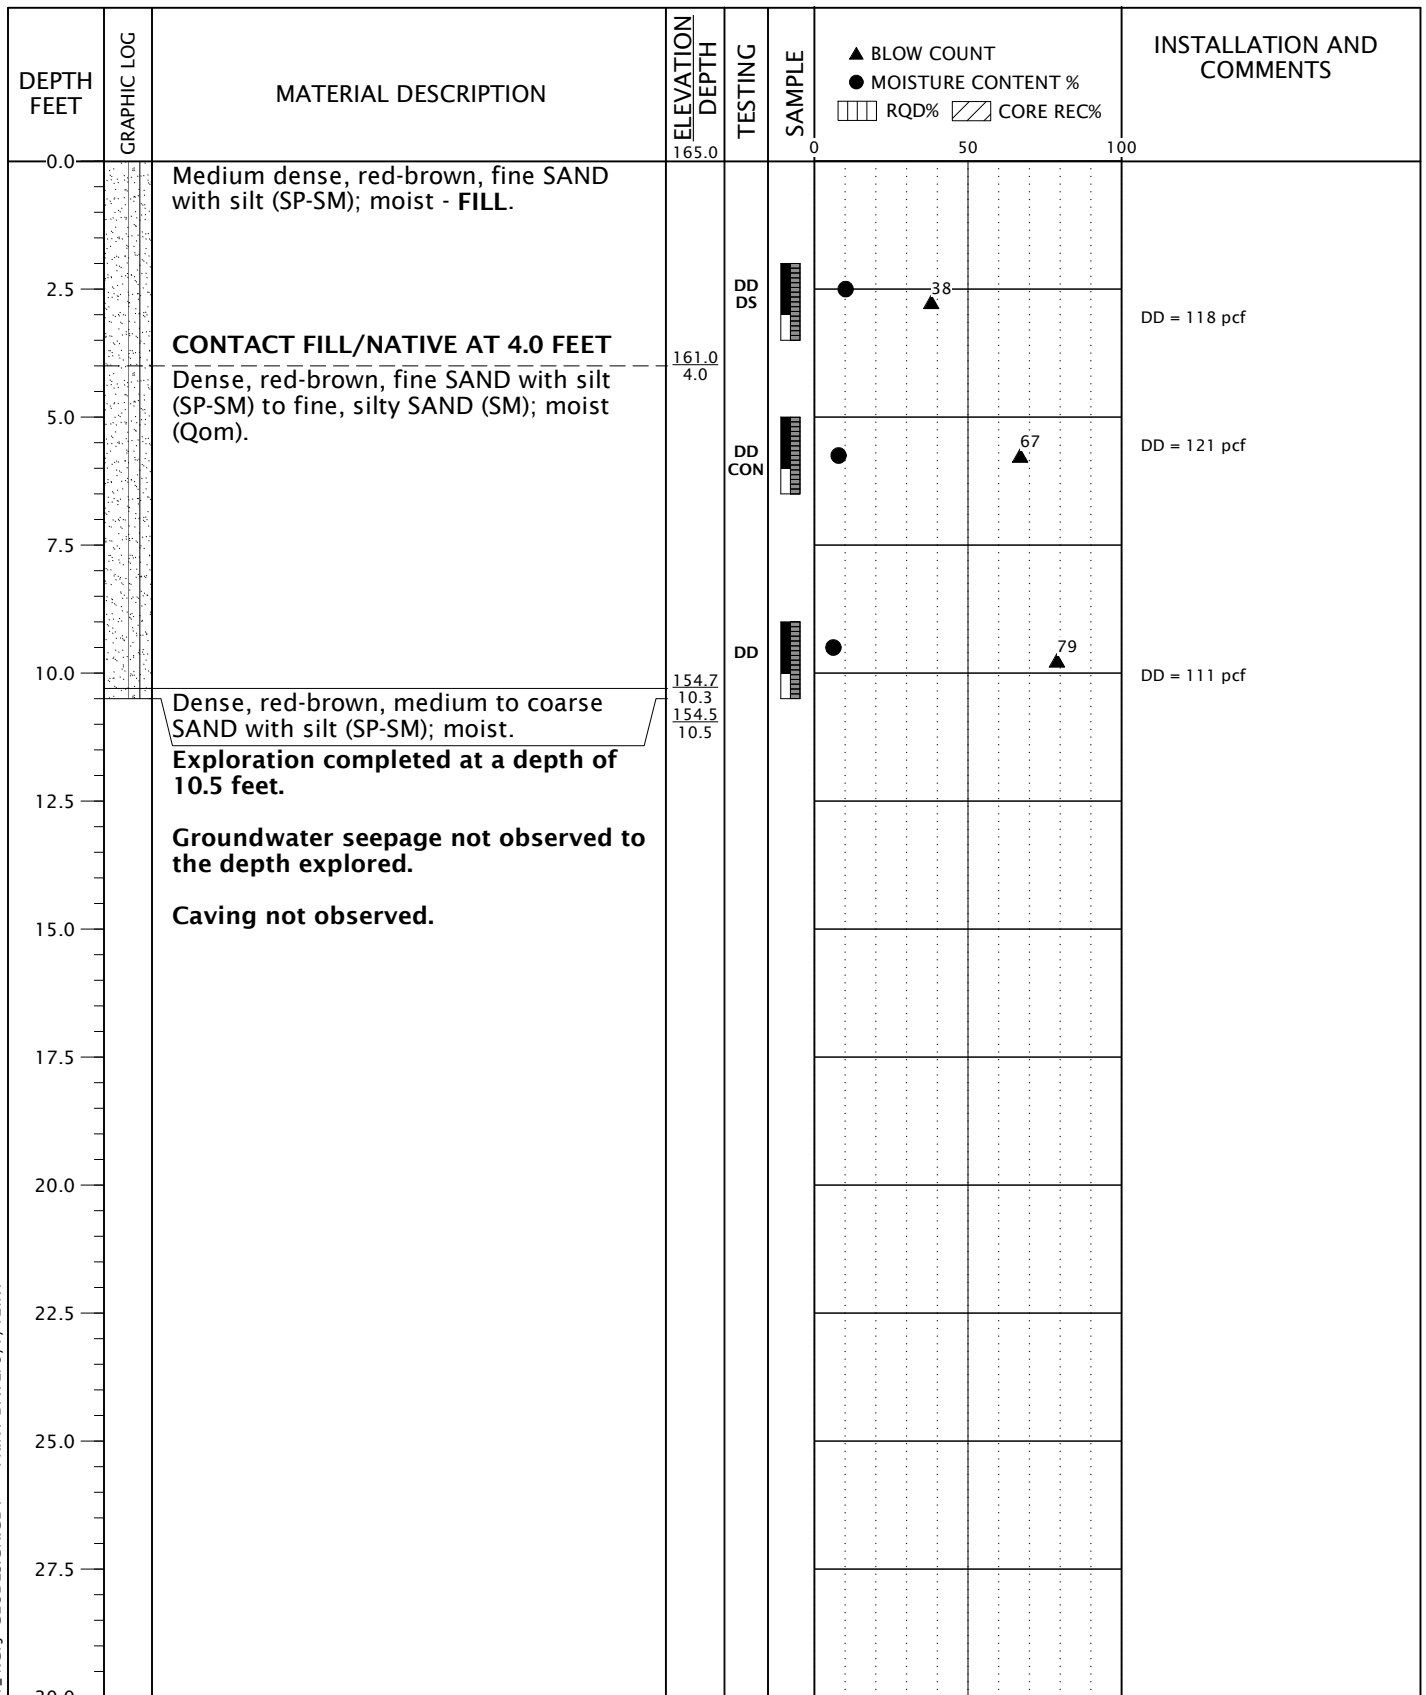 DEPTH
FEET
GRAPHIC LOG
MATERIAL DESCRIPTION
ELEVATION
DEPTH
TESTING
SAMPLE
▲ BLOW COUNT
● MOISTURE CONTENT %
RQD% CORE REC%
INSTALLATION AND
COMMENTS
0 50 100
0.0
165.0
Medium dense, red-brown, fine SAND
with silt (SP-SM); moist - FILL.
2.5
DD
DS
38
DD = 118 pcf
CONTACT FILL/NATIVE AT 4.0 FEET
161.0
4.0
Dense, red-brown, fine SAND with silt
(SP-SM) to fine, silty SAND (SM); moist
(Qom).
5.0
DD
CON
67
DD = 121 pcf
7.5
DD
79
10.0
DD = 111 pcf
154.7
10.3
Dense, red-brown, medium to coarse
SAND with silt (SP-SM); moist.
154.5
10.5
Exploration completed at a depth of
10.5 feet.
12.5
Groundwater seepage not observed to
the depth explored.
Caving not observed.
15.0
17.5
20.0
22.5
25.0
27.5